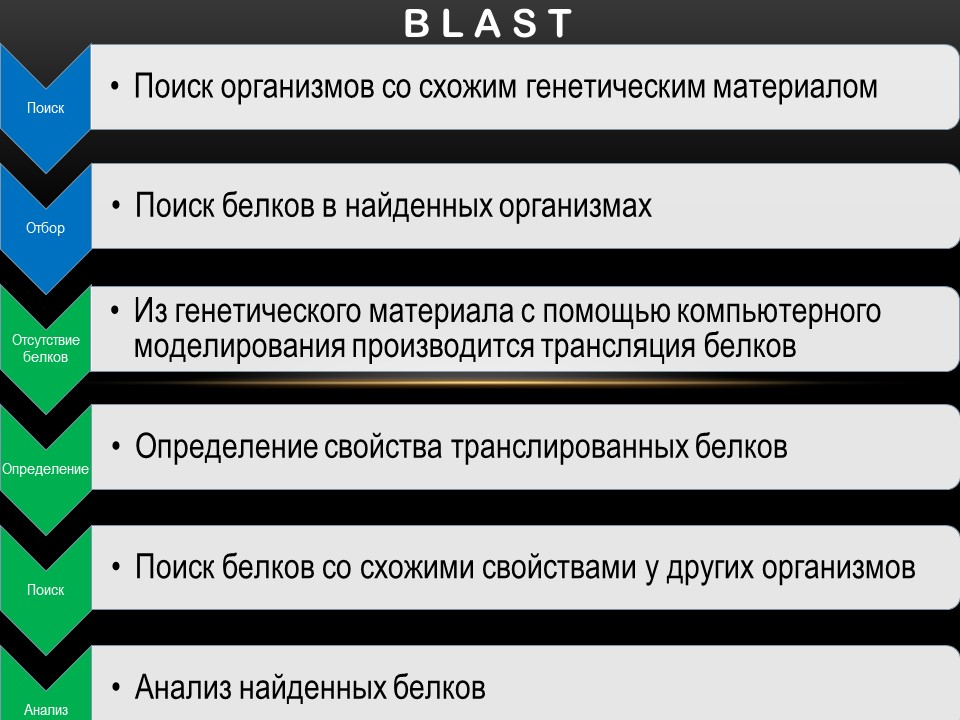 B L A S T
Поиск
• Поиск организмов со схожим генетическим материалом
Отбор
• Поиск белков в найденных организмах
Отсутствие
белков
• Из генетического материала с помощью компьютерного
моделирования производится трансляция белков
Определение
• Определение свойства транслированных белков
Поиск
• Поиск белков со схожими свойствами у других организмов
Анализ
• Анализ найденных белков